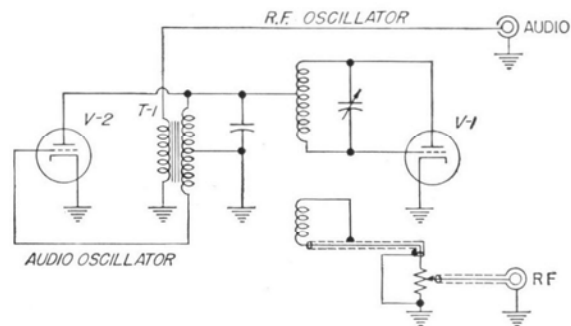 R.F. OSCILLATOR
AUDIO
V-2
T-1
V-1
AUDIO OSCILLATOR
RF